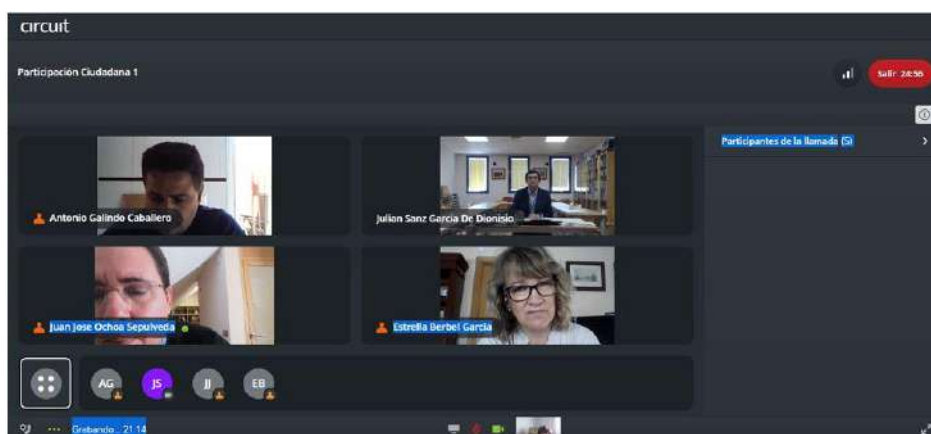 circuit
Participación Ciudadana 1
Salir 24:56
Participantes de la llamada (5)
Antonio Galindo Caballero
Julian Sanz Garcia De Dionisio
Juan Jose Ochoa Sepulveda
Estrella Berbel Garcia
AG
JS
JJ
EB
Grabando... 21:14